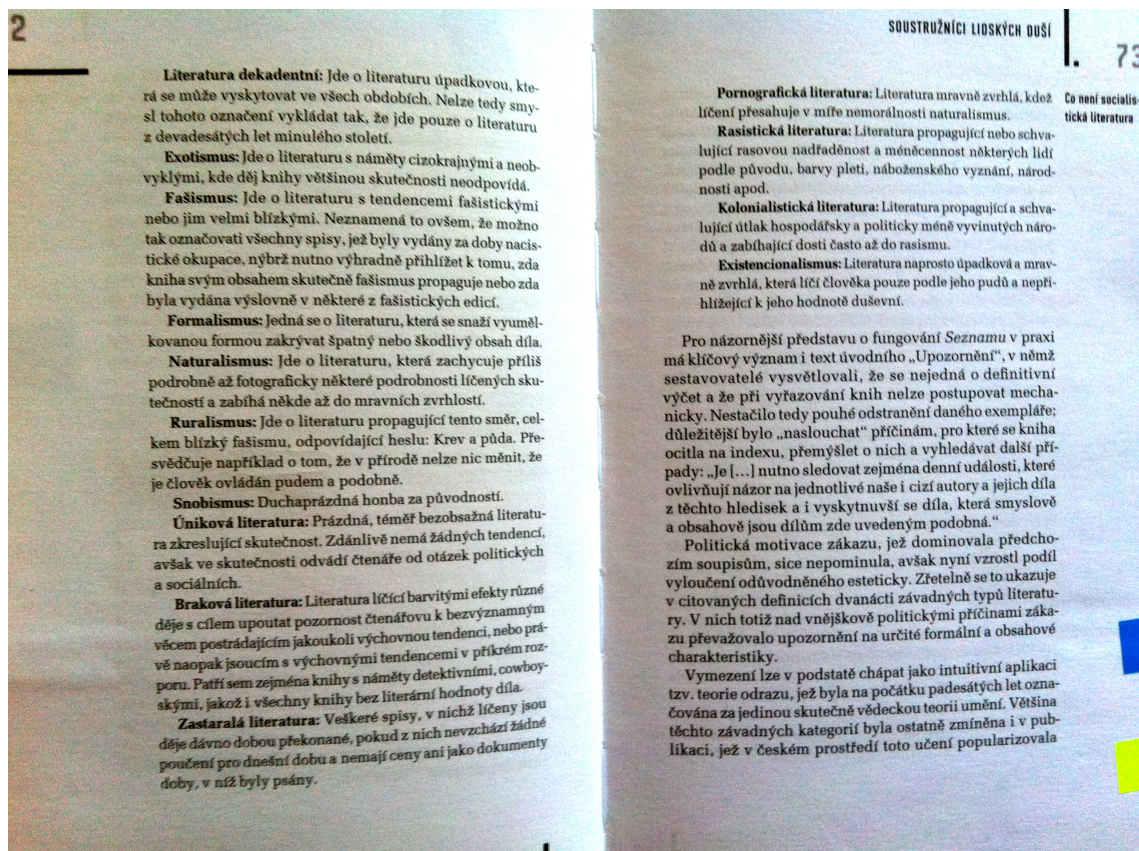 2
Literatura dekadentní: Jde o literaturu úpadkovou, kte-
rá se může vyskytovat ve všech obdobích. Nelze tedy smy-
sl tohoto označení vykládat tak, že jde pouze o literaturu
z devadesátých let minulého století.
Exotismus: Jde o literaturu s náměty cizokrajnými a neob-
vyklými, kde děj knihy většinou skutečnosti neodpovídá.
Fašismus: Jde o literaturu s tendencemi fašistickými
nebo jim velmi blízkými. Neznamená to ovšem, že možno
tak označovati všechny spisy, jež byly vydány za doby nacis-
tické okupace, nýbrž nutno výhradně přihlížet k tomu, zda
kniha svým obsahem skutečně fašismus propaguje nebo zda
byla vydána výslovně v některé z fašistických edicí.
Formalismus: Jedná se o literaturu, která se snaží vyuměl-
kovanou formou zakrývat špatný nebo škodlivý obsah díla.
Naturalismus: Jde o literaturu, která zachycuje příliš
podrobně až fotograficky některé podrobnosti líčených sku-
tečností a zabíhá někde až do mravních zvrhlostí.
Ruralismus: Jde o literaturu propagující tento směr, cel-
kem blízký fašismu, odpovídající heslu: Krev a půda. Pře-
svědčuje například o tom, že v přírodě nelze nic měnit, že
je člověk ovládán pudem a podobně.
Snobismus: Duchaprázdná honba za původností.
Úniková literatura: Prázdná, téměř bezobsažná literatu-
ra zkreslující skutečnost. Zdánlivě nemá žádných tendencí,
avšak ve skutečnosti odvádí čtenáře od otázek politických
a sociálních.
Braková literatura: Literatura líčící barvitými efekty různé
děje s cílem upoutat pozornost čtenářovu k bezvýznamným
věcem postrádajícím jakoukoli výchovnou tendenci, nebo prá-
vě naopak jsoucím s výchovnými tendencemi v příkrém roz-
poru. Patří sem zejména knihy s náměty detektivními, cowboy-
skými, jakož i všechny knihy bez literární hodnoty díla.
Zastaralá literatura: Veškeré spisy, v nichž líčeny jsou
děje dávno dobou překonané, pokud z nich nevzchází žádné
poučení pro dnešní dobu a nemají ceny ani jako dokumenty
doby, v níž byly psány.
SOUSTRUŽNÍCI LIDSKÝCH DUŠÍ
73
Co není socialis-
tická literatura
Pornografická literatura: Literatura mravně zvrhlá, kdež
líčení přesahuje v míře nemorálnosti naturalismus.
Rasistická literatura: Literatura propagující nebo schva-
lující rasovou nadřaděnost a méněcennost některých lidí
podle původu, barvy pleti, náboženského vyznání, národ-
nosti apod.
Kolonialistická literatura: Literatura propagující a schva-
lující útlak hospodářsky a politicky méně vyvinutých náro-
dů a zabíhající dosti často až do rasismu.
Existencionalismus: Literatura naprosto úpadková a mrav-
ně zvrhlá, která líčí člověka pouze podle jeho pudů a nepři-
hlížející k jeho hodnotě duševní.
Pro názornější představu o fungování Seznamu v praxi
má klíčový význam i text úvodního „Upozornění“, v němž
sestavovatelé vysvětlovali, že se nejedná o definitivní
výčet a že při vyřazování knih nelze postupovat mecha-
nicky. Nestačilo tedy pouhé odstranění daného exempláře;
důležitější bylo „naslouchat“ příčinám, pro které se kniha
ocitla na indexu, přemýšlet o nich a vyhledávat další pří-
pady: „Je [...] nutno sledovat zejména denní události, které
ovlivňují názor na jednotlivé naše i cizí autory a jejich díla
z těchto hledisek a i vyskytnuvší se díla, která smyslově
a obsahově jsou dílům zde uvedeným podobná.“
Politická motivace zákazu, jež dominovala předcho-
zím soupisům, sice nepominula, avšak nyní vzrostl podíl
vyloučení odůvodněného esteticky. Zřetelně se to ukazuje
v citovaných definicích dvanácti závadných typů literatu-
ry. V nich totiž nad vnějškově politickými příčinami záka-
zu převažovalo upozornění na určité formální a obsahové
charakteristiky.
Vymezení lze v podstatě chápat jako intuitivní aplikaci
tzv. teorie odrazu, jež byla na počátku padesátých let ozna-
čována za jedinou skutečně vědeckou teorii umění. Většina
těchto závadných kategorií byla ostatně zmíněna i v pub-
likaci, jež v českém prostředí toto učení popularizovala